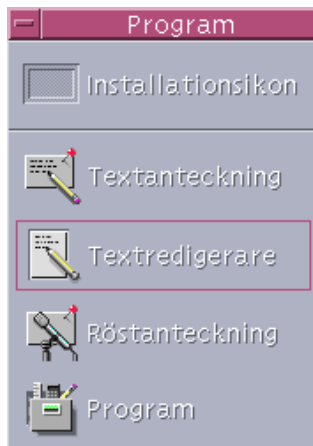 Program
Installationsikon
Textanteckning
Textredigerare
Röstanteckning
Program